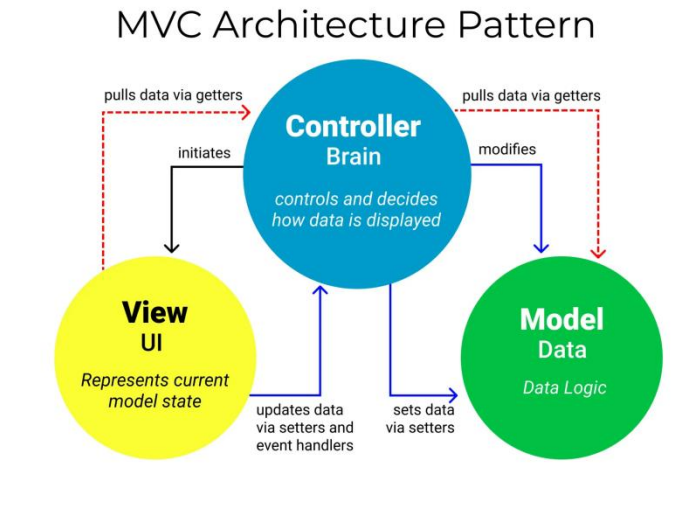 MVC Architecture Pattern
pulls data via getters
pulls data via getters
Controller
Brain
controls and decides
how data is displayed
initiates
modifies
View
UI
Represents current
model state
Model
Data
Data Logic
updates data
via setters and
event handlers
sets data
via setters